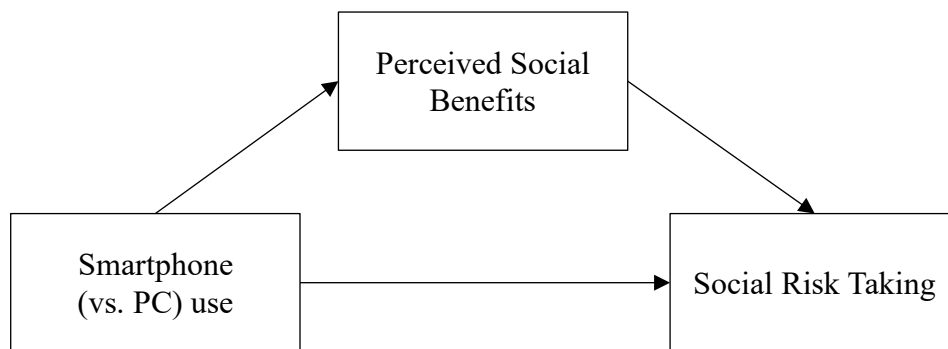 Perceived Social
Benefits
Smartphone
(vs. PC) use
Social Risk Taking